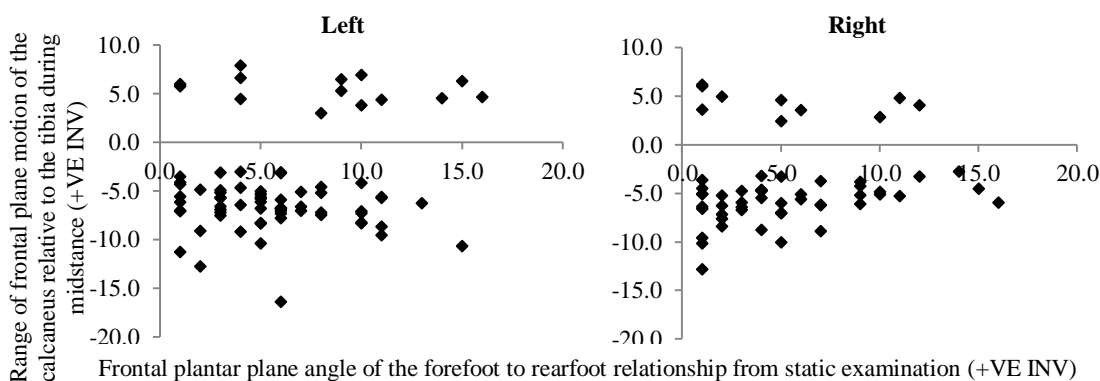 Range of frontal plane motion of the
calcaneus relative to the tibia during
midstance (+VE INV)
Left
10.0
5.0
0.0
-5.0
-10.0
-15.0
-20.0
0.0 5.0 10.0 15.0 20.0
Right
10.0
5.0
0.0
-5.0
-10.0
-15.0
-20.0
0.0 5.0 10.0 15.0 20.0
Frontal plantar plane angle of the forefoot to rearfoot relationship from static examination (+VE INV)